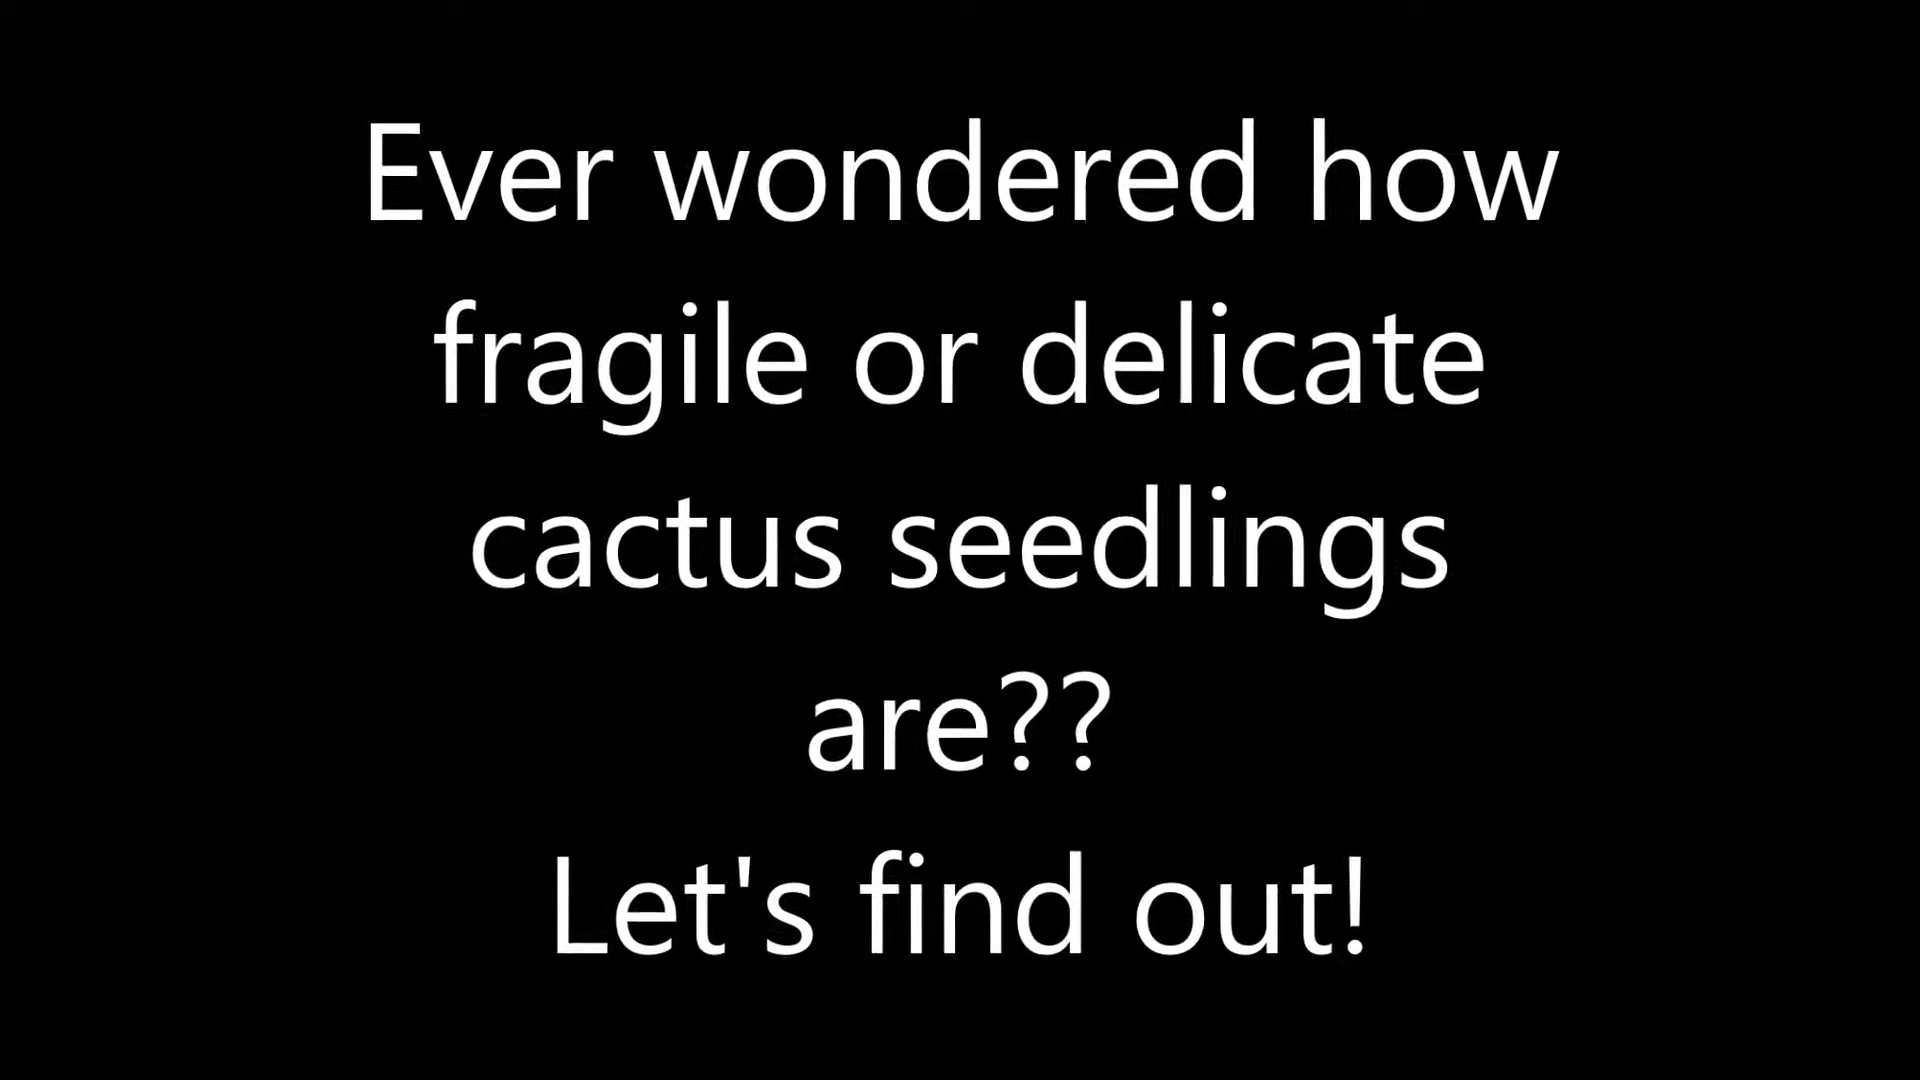 Ever wondered how
fragile or delicate
cactus seedlings
are??
Let's find out!